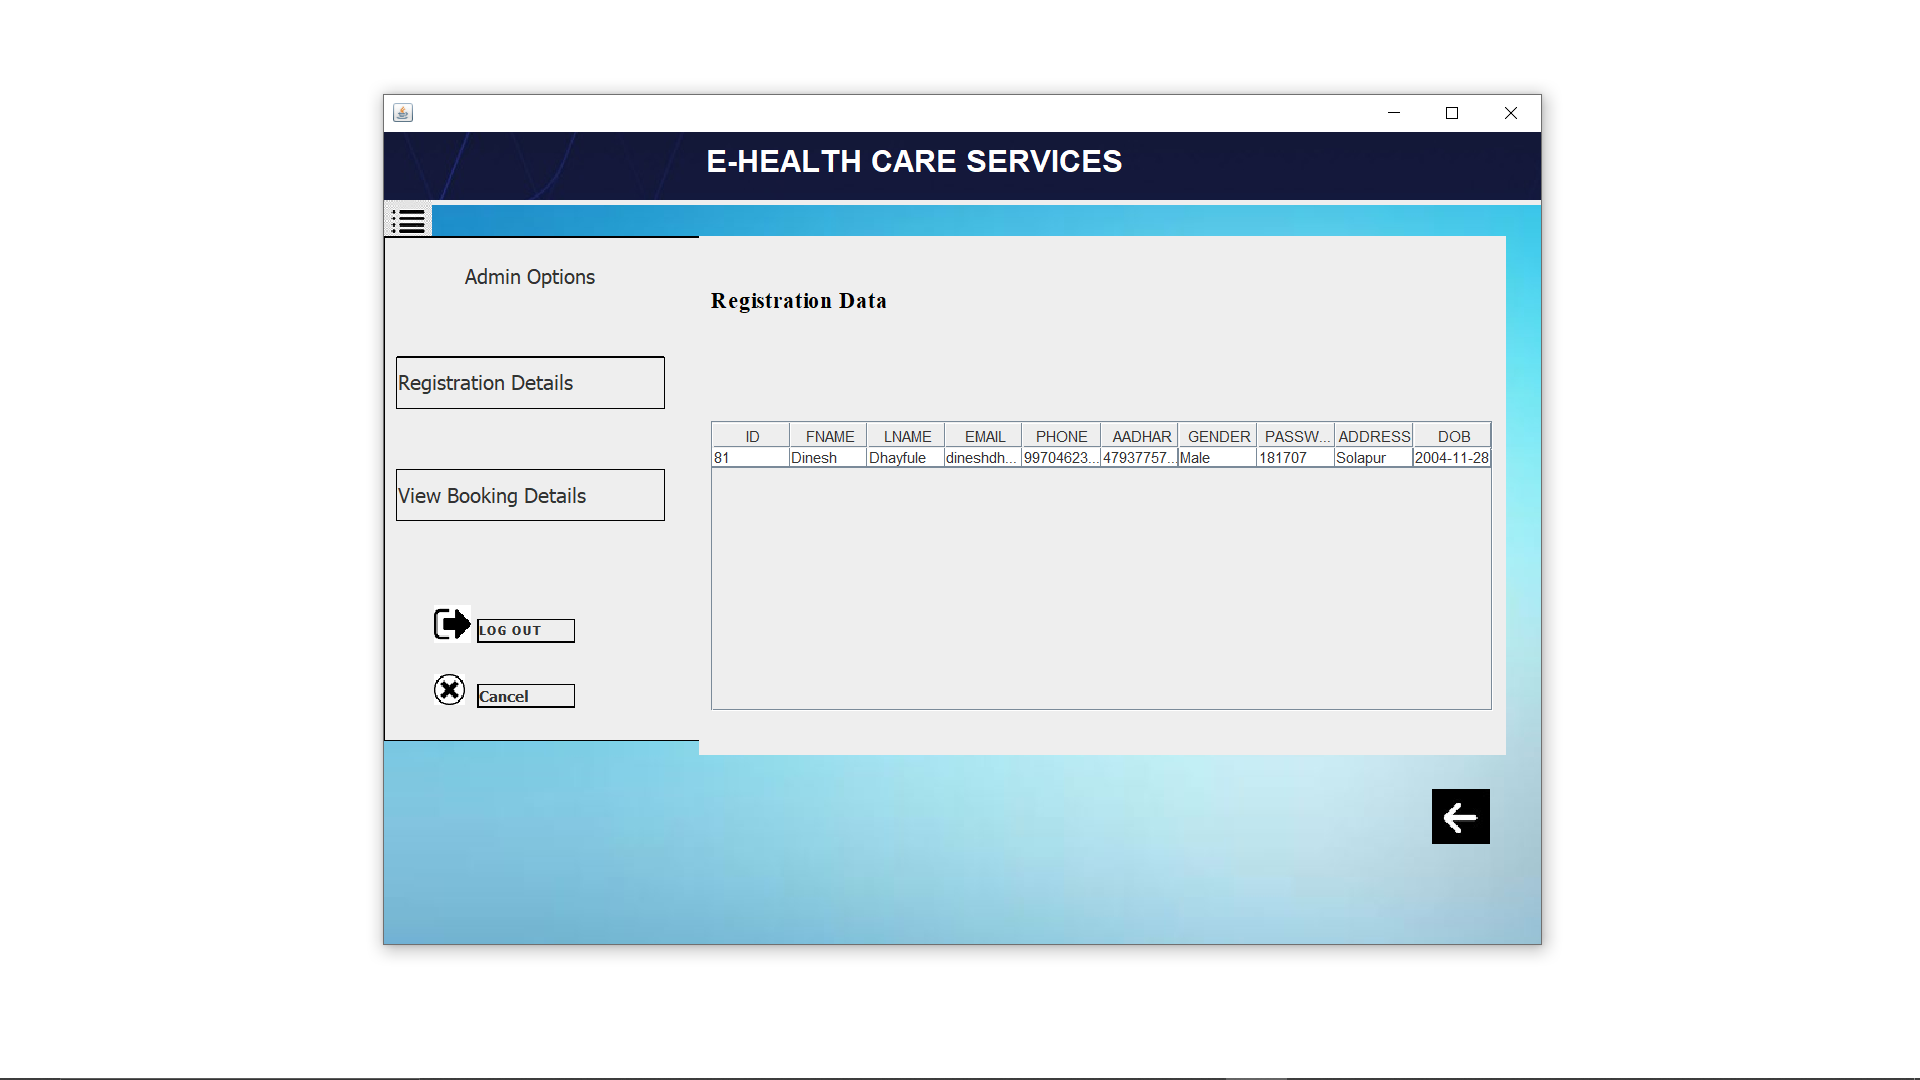 E-HEALTH CARE SERVICES
Admin Options
Registration Details
View Booking Details
LOG OUT
Cancel
Registration Data
ID FNAME LNAME EMAIL PHONE AADHAR GENDER PASSW... ADDRESS DOB
81 Dinesh Dhayfule dineshdh... 99704623... 47937757... Male 181707 Solapur 2004-11-28